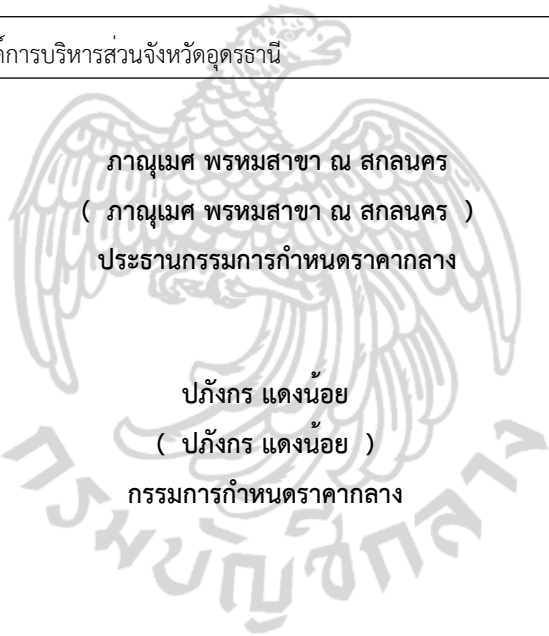 การบริหารส่วนจังหวัดอุดรธานี
ภาณุเมศ พรหมสาขา ณ สกลนคร
( ภาณุเมศ พรหมสาขา ณ สกลนคร )
ประธานกรรมการกำหนดราคากลาง
ปภังกร แดงน้อย
( ปภังกร แดงน้อย )
กรรมการกำหนดราคากลาง
กรมบัญชีกลาง